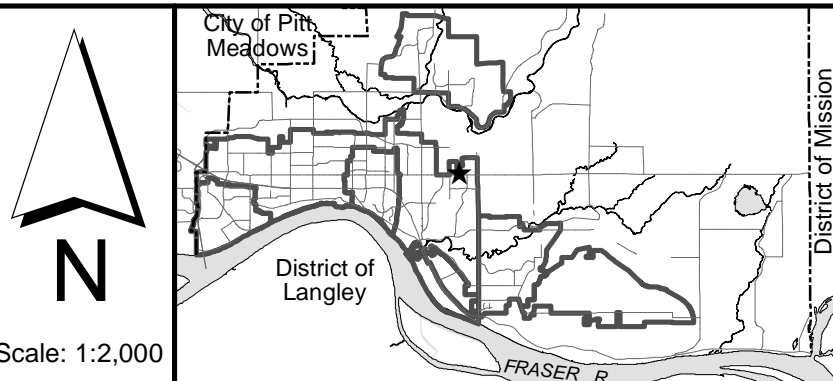 N
Scale: 1:2,000
City of Pitt
Meadows
District of
Langley
FRASER R
District of Mission